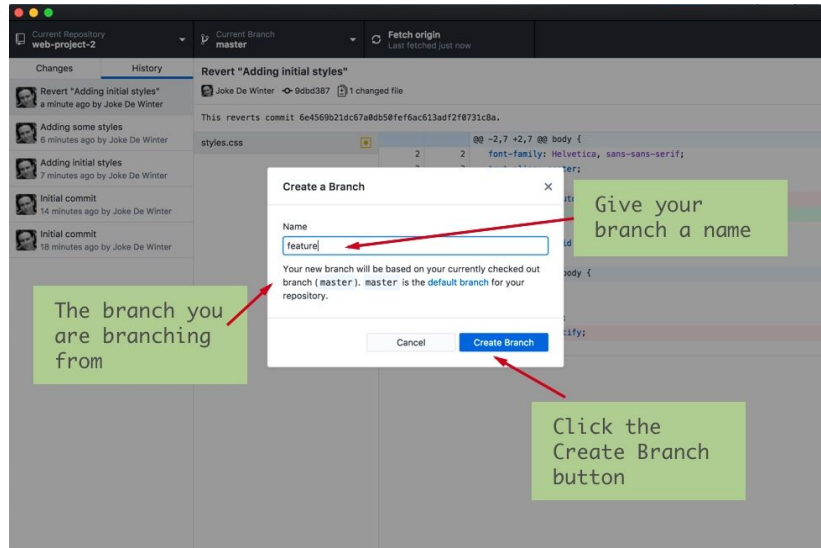 Current Repository
web-project-2
Current Branch
master
Fetch origin
Last fetched just now
Changes
History
Revert "Adding initial styles"
a minute ago by Joke De Winter
Adding some styles
6 minutes ago by Joke De Winter
Adding initial styles
7 minutes ago by Joke De Winter
Initial commit
14 minutes ago by Joke De Winter
Initial commit
18 minutes ago by Joke De Winter
Revert "Adding initial styles"
Joke De Winter 9dbd387 1 changed file
This reverts commit 6e4569b21dc67a0db50fef6ac613adf2f0731c8a.
styles.css
@@ -2,7 +2,7 @@ body {
2 2 font-family: Helvetica, sans-sans-serif;
Create a Branch
Name
feature
Your new branch will be based on your currently checked out
branch (master). master is the default branch for your
repository.
Cancel
Create Branch
body {
Give your
branch a name
The branch you
are branching
from
Click the
Create Branch
button